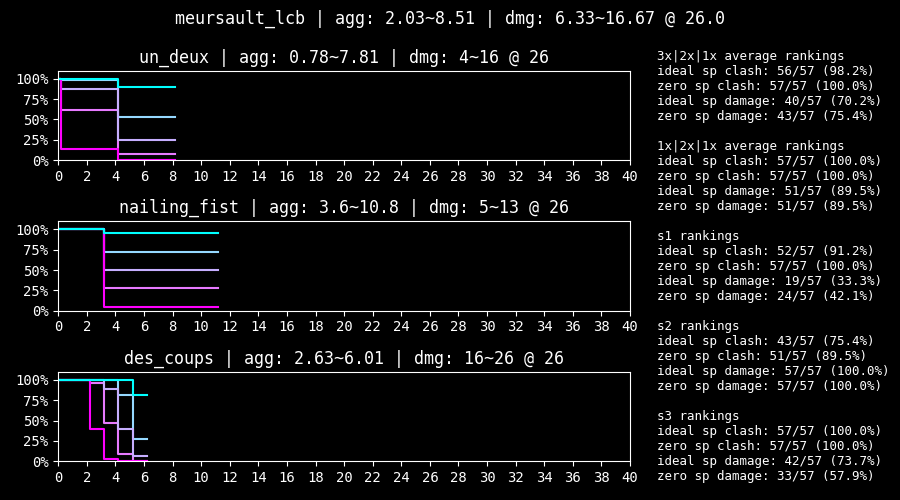 meursault_lcb | agg: 2.03~8.51 | dmg: 6.33~16.67 @ 26.0
un_deux | agg: 0.78~7.81 | dmg: 4~16 @ 26
100%
75%
50%
25%
0%
0 2 4 6 8 10 12 14 16 18 20 22 24 26 28 30 32 34 36 38 40
nailing_fist | agg: 3.6~10.8 | dmg: 5~13 @ 26
100%
75%
50%
25%
0%
0 2 4 6 8 10 12 14 16 18 20 22 24 26 28 30 32 34 36 38 40
des_coups | agg: 2.63~6.01 | dmg: 16~26 @ 26
100%
75%
50%
25%
0%
0 2 4 6 8 10 12 14 16 18 20 22 24 26 28 30 32 34 36 38 40
3x|2x|1x average rankings
ideal sp clash: 56/57 (98.2%)
zero sp clash: 57/57 (100.0%)
ideal sp damage: 40/57 (70.2%)
zero sp damage: 43/57 (75.4%)
1x|2x|1x average rankings
ideal sp clash: 57/57 (100.0%)
zero sp clash: 57/57 (100.0%)
ideal sp damage: 51/57 (89.5%)
zero sp damage: 51/57 (89.5%)
s1 rankings
ideal sp clash: 52/57 (91.2%)
zero sp clash: 57/57 (100.0%)
ideal sp damage: 19/57 (33.3%)
zero sp damage: 24/57 (42.1%)
s2 rankings
ideal sp clash: 43/57 (75.4%)
zero sp clash: 51/57 (89.5%)
ideal sp damage: 57/57 (100.0%)
zero sp damage: 57/57 (100.0%)
s3 rankings
ideal sp clash: 57/57 (100.0%)
zero sp clash: 57/57 (100.0%)
ideal sp damage: 42/57 (73.7%)
zero sp damage: 33/57 (57.9%)